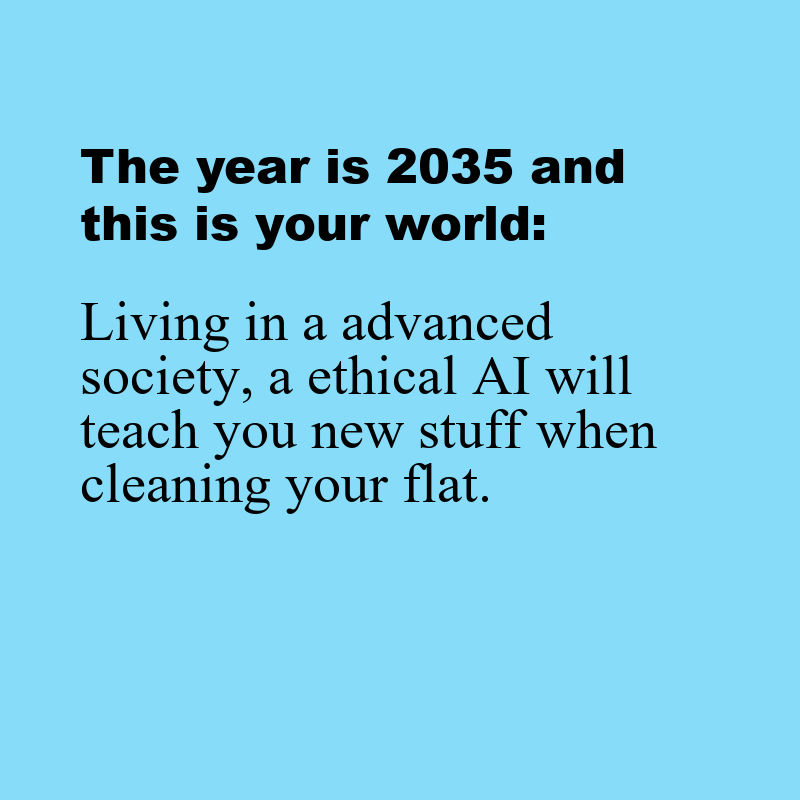 The year is 2035 and
this is your world:
Living in a advanced
society, a ethical AI will
teach you new stuff when
cleaning your flat.